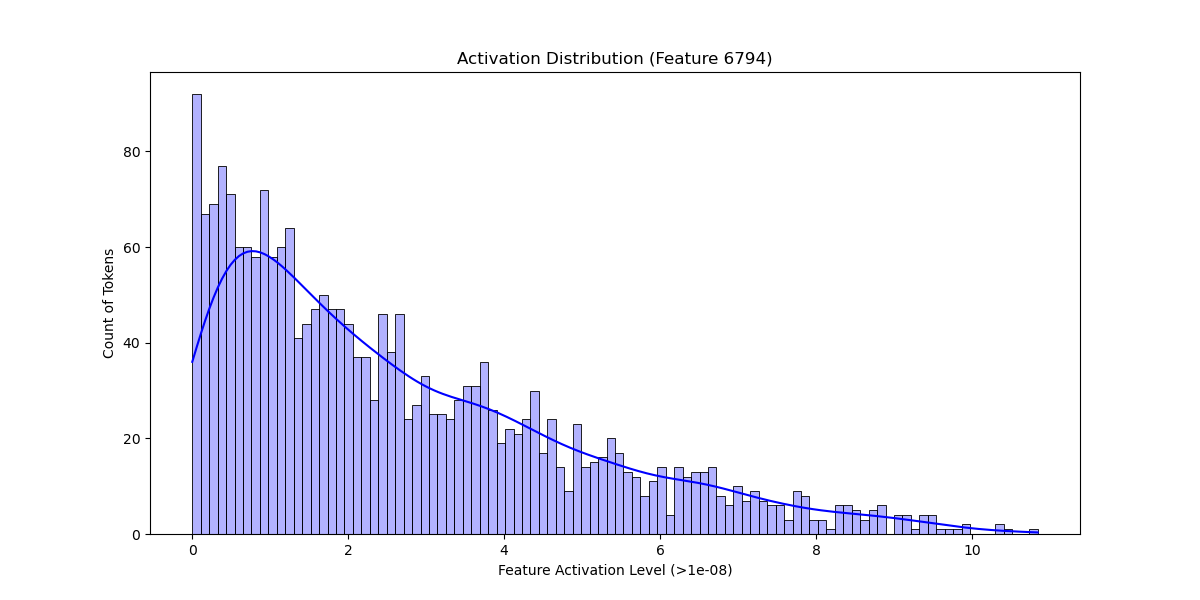 Activation Distribution (Feature 6794)
Count of Tokens
80
60
40
20
0
0 2 4 6 8 10
Feature Activation Level (>1e-08)